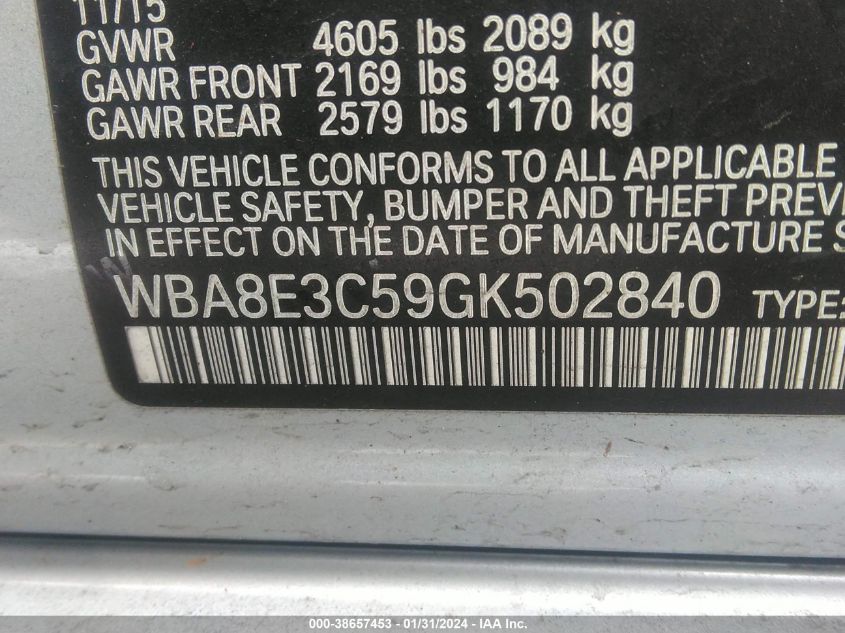 11/15
GVWR 4605 lbs 2089 kg
GAWR FRONT 2169 lbs 984 kg
GAWR REAR 2579 lbs 1170 kg
THIS VEHICLE CONFORMS TO ALL APPLICABLE
VEHICLE SAFETY, BUMPER AND THEFT PREVE
IN EFFECT ON THE DATE OF MANUFACTURE S
WBA8E3C59GK502840 TYPE:
000-38657453 - 01/31/2024 - IAA Inc.